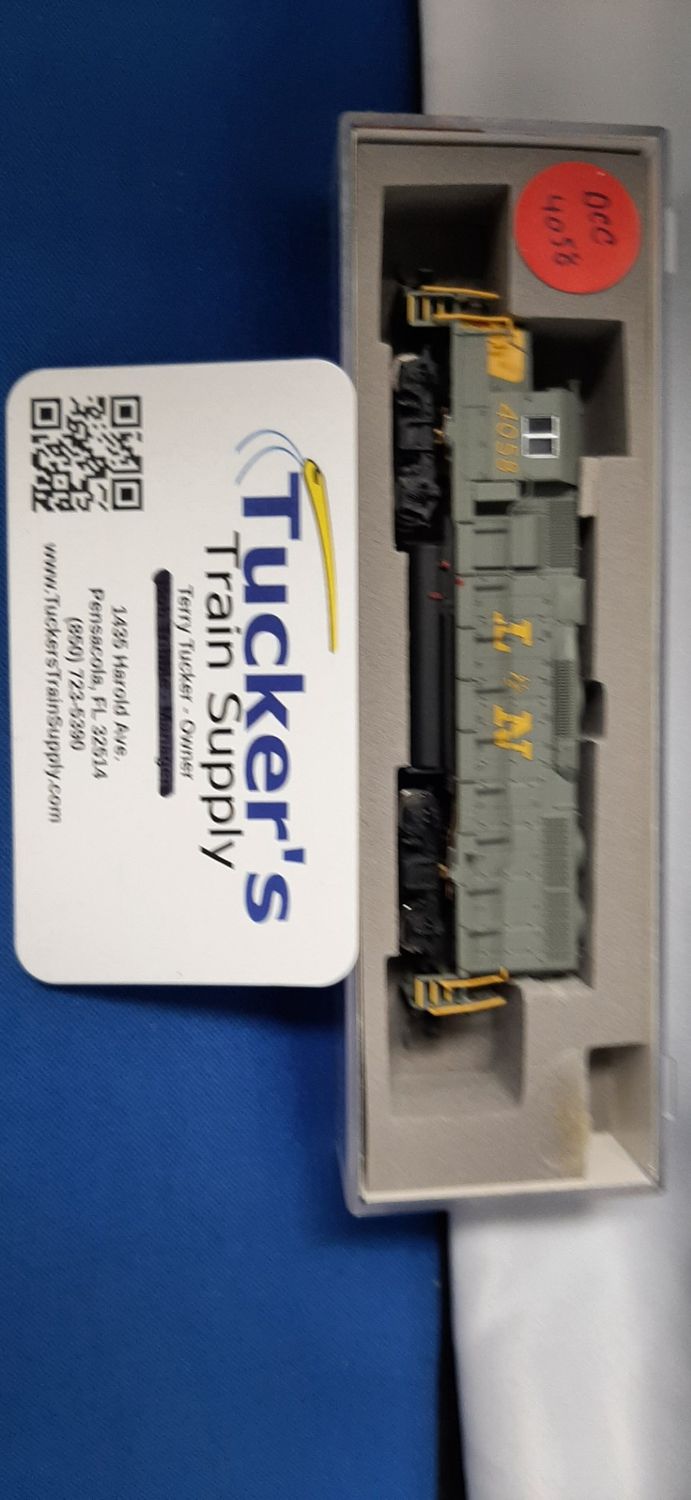 Tucker's
Train Supply
Terry Tucker - Owner
1435 Harold Ave.
Pensacola, FL 32514
(850) 723-5390
www.TuckersTrainSupply.com
DCC
4058
4058
L & N